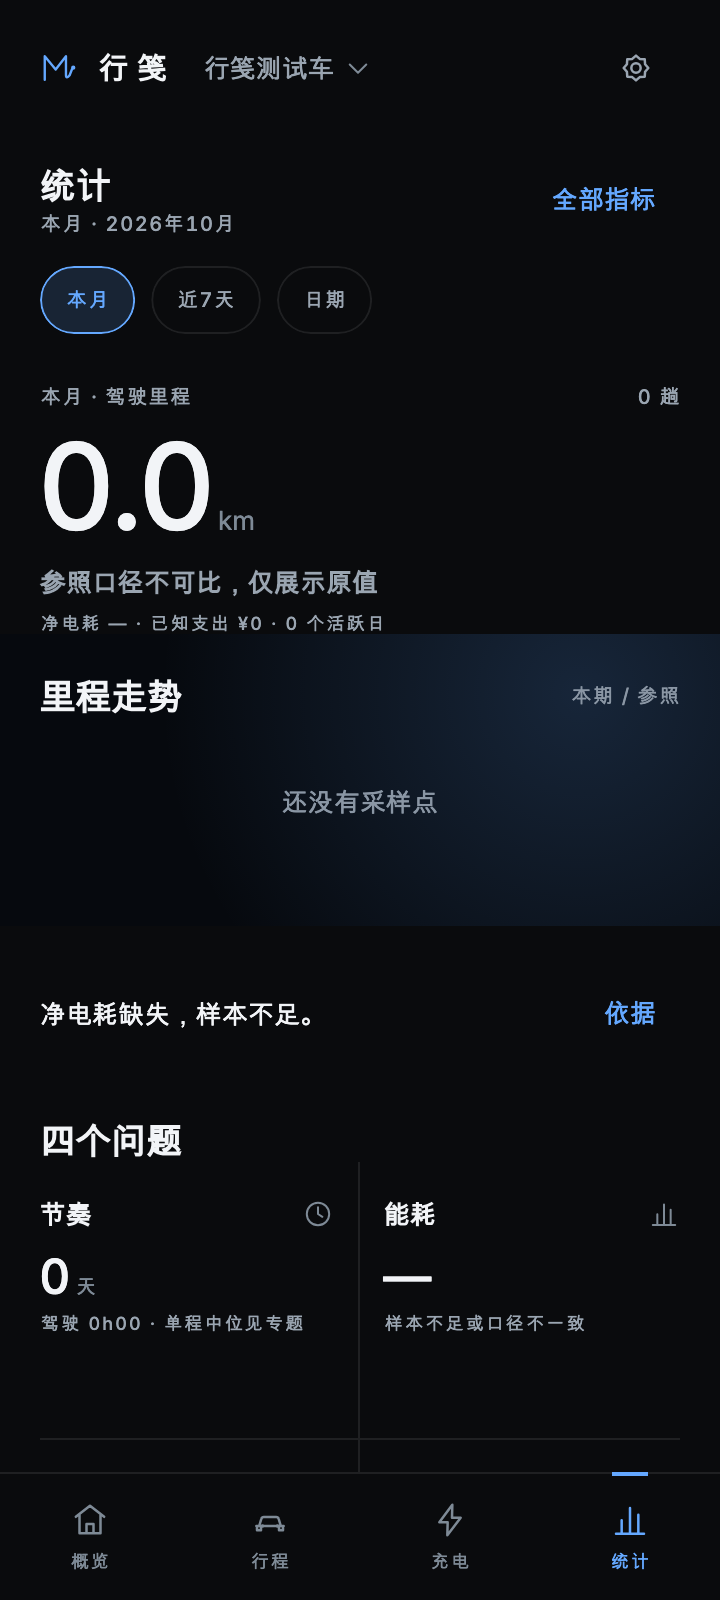 行笺 行笺测试车
统计
全部指标
本月 · 2026年10月
本月 近7天 日期
本月 · 驾驶里程 0 趟
0.0 km
参照口径不可比，仅展示原值
净电耗 — · 已知支出 ¥0 · 0 个活跃日
里程走势 本期 / 参照
还没有采样点
净电耗缺失，样本不足。 依据
四个问题
节奏 能耗
0 天 —
驾驶 0h00 · 单程中位见专题 样本不足或口径不一致
概览 行程 充电 统计